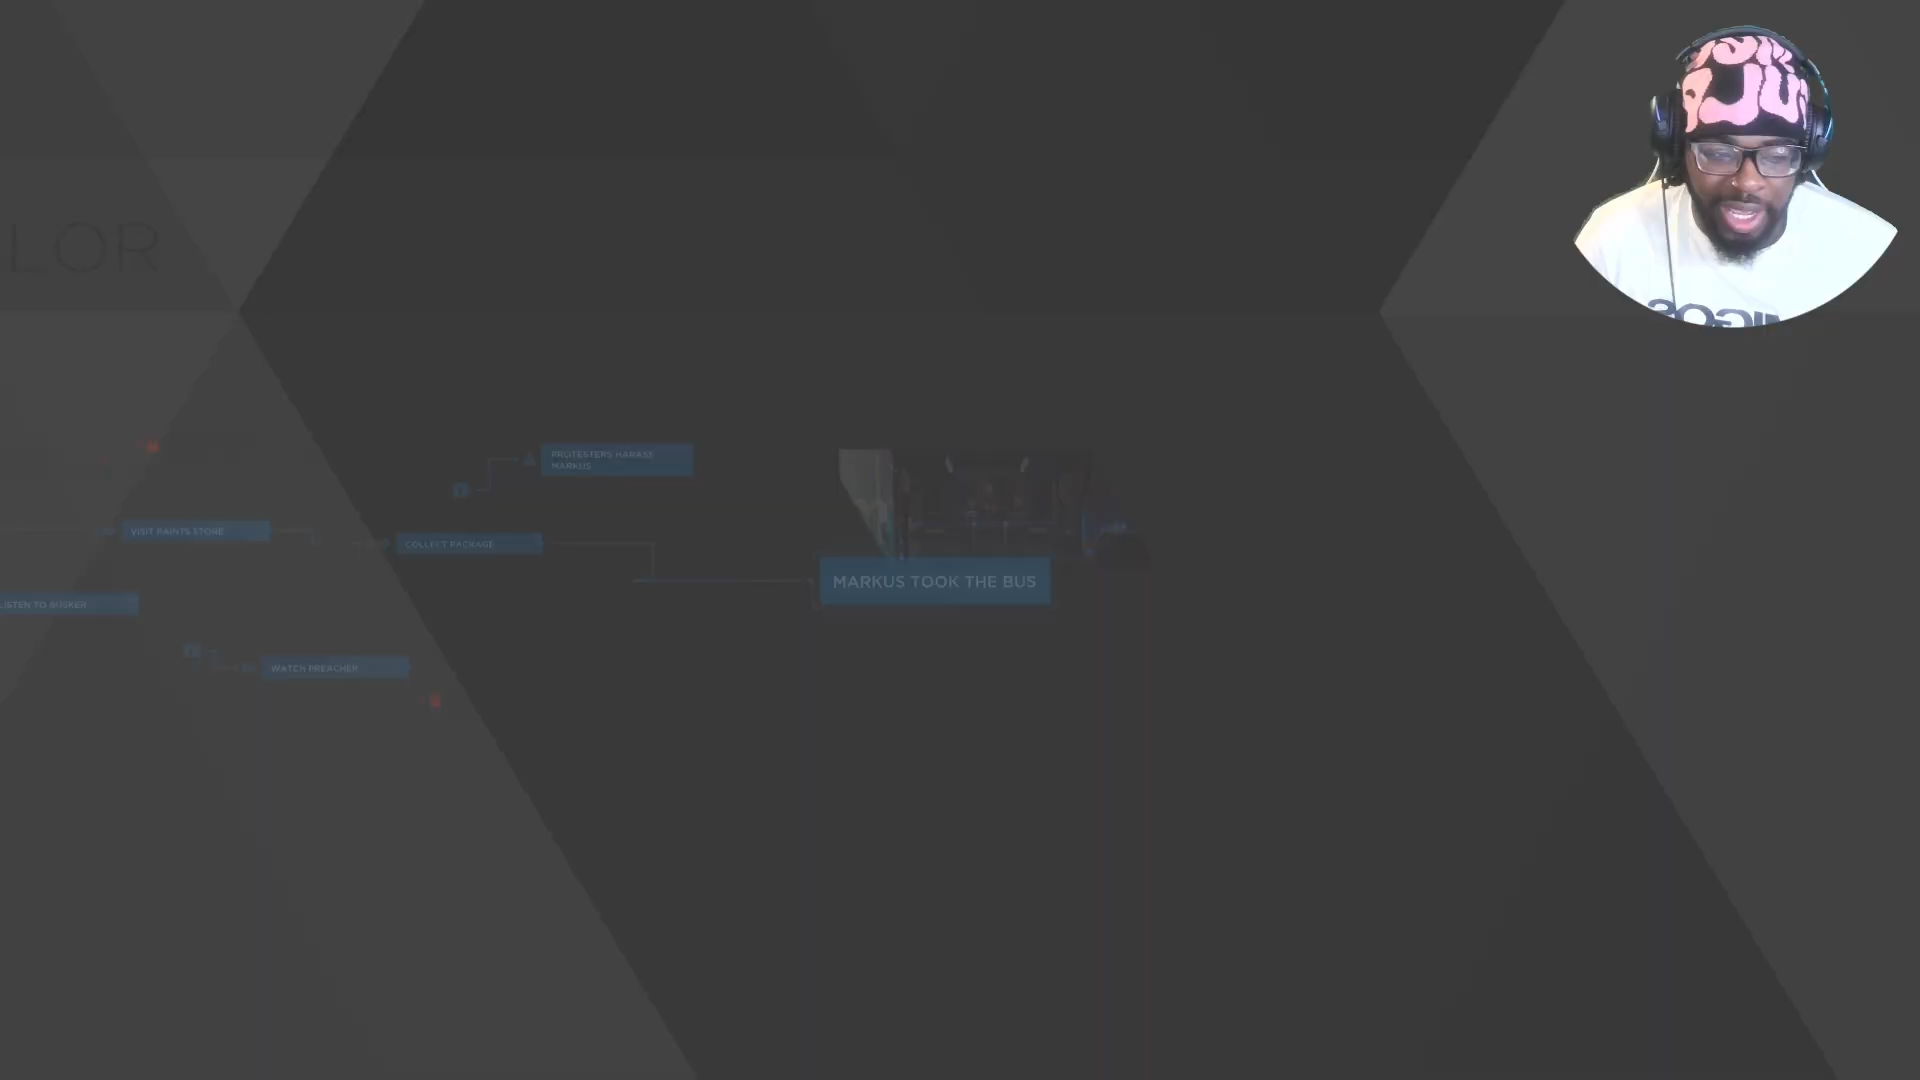 LOR
PROTESTERS HARASS
MARKUS
VISIT PAINTS STORE
COLLECT PACKAGE
MARKUS TOOK THE BUS
LISTEN TO BUSKER
WATCH PREACHER